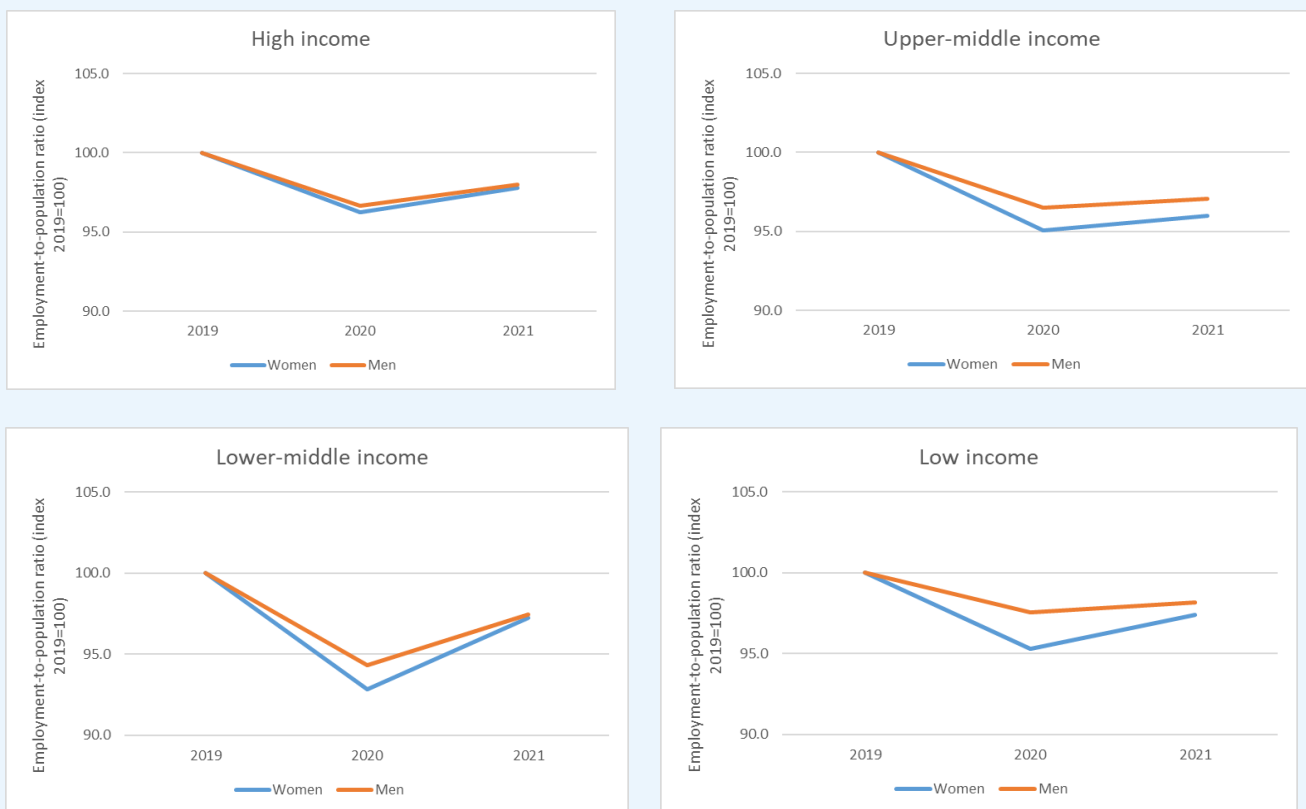 High income
Employment-to-population ratio (index
2019=100)
105.0
100.0
95.0
90.0
2019 2020 2021
Women Men
Upper-middle income
Employment-to-population ratio (index
2019=100)
105.0
100.0
95.0
90.0
2019 2020 2021
Women Men
Lower-middle income
Employment-to-population ratio (index
2019=100)
105.0
100.0
95.0
90.0
2019 2020 2021
Women Men
Low income
Employment-to-population ratio (index
2019=100)
105.0
100.0
95.0
90.0
2019 2020 2021
Women Men